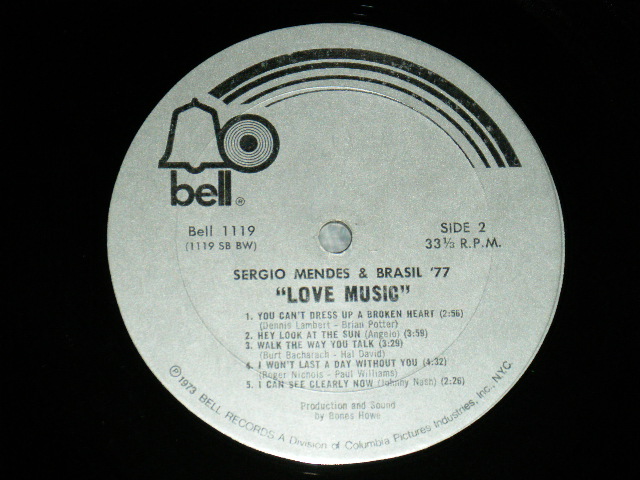 bell®
Bell 1119
(1119 SB BW)
SIDE 2
33⅓ R.P.M.
SERGIO MENDES & BRASIL '77
"LOVE MUSIC"
1. YOU CAN'T DRESS UP A BROKEN HEART (2:56)
(Dennis Lambert - Brian Potter)
2. HEY LOOK AT THE SUN (Angelo) (3:59)
3. WALK THE WAY YOU TALK (3:29)
(Burt Bacharach - Hal David)
4. I WON'T LAST A DAY WITHOUT YOU (4:32)
(Roger Nichols - Paul Williams)
5. I CAN SEE CLEARLY NOW (Johnny Nash) (2:26)
Production and Sound
by Bones Howe
℗1973 BELL RECORDS A Division of Columbia Pictures Industries, Inc., N.Y.C.